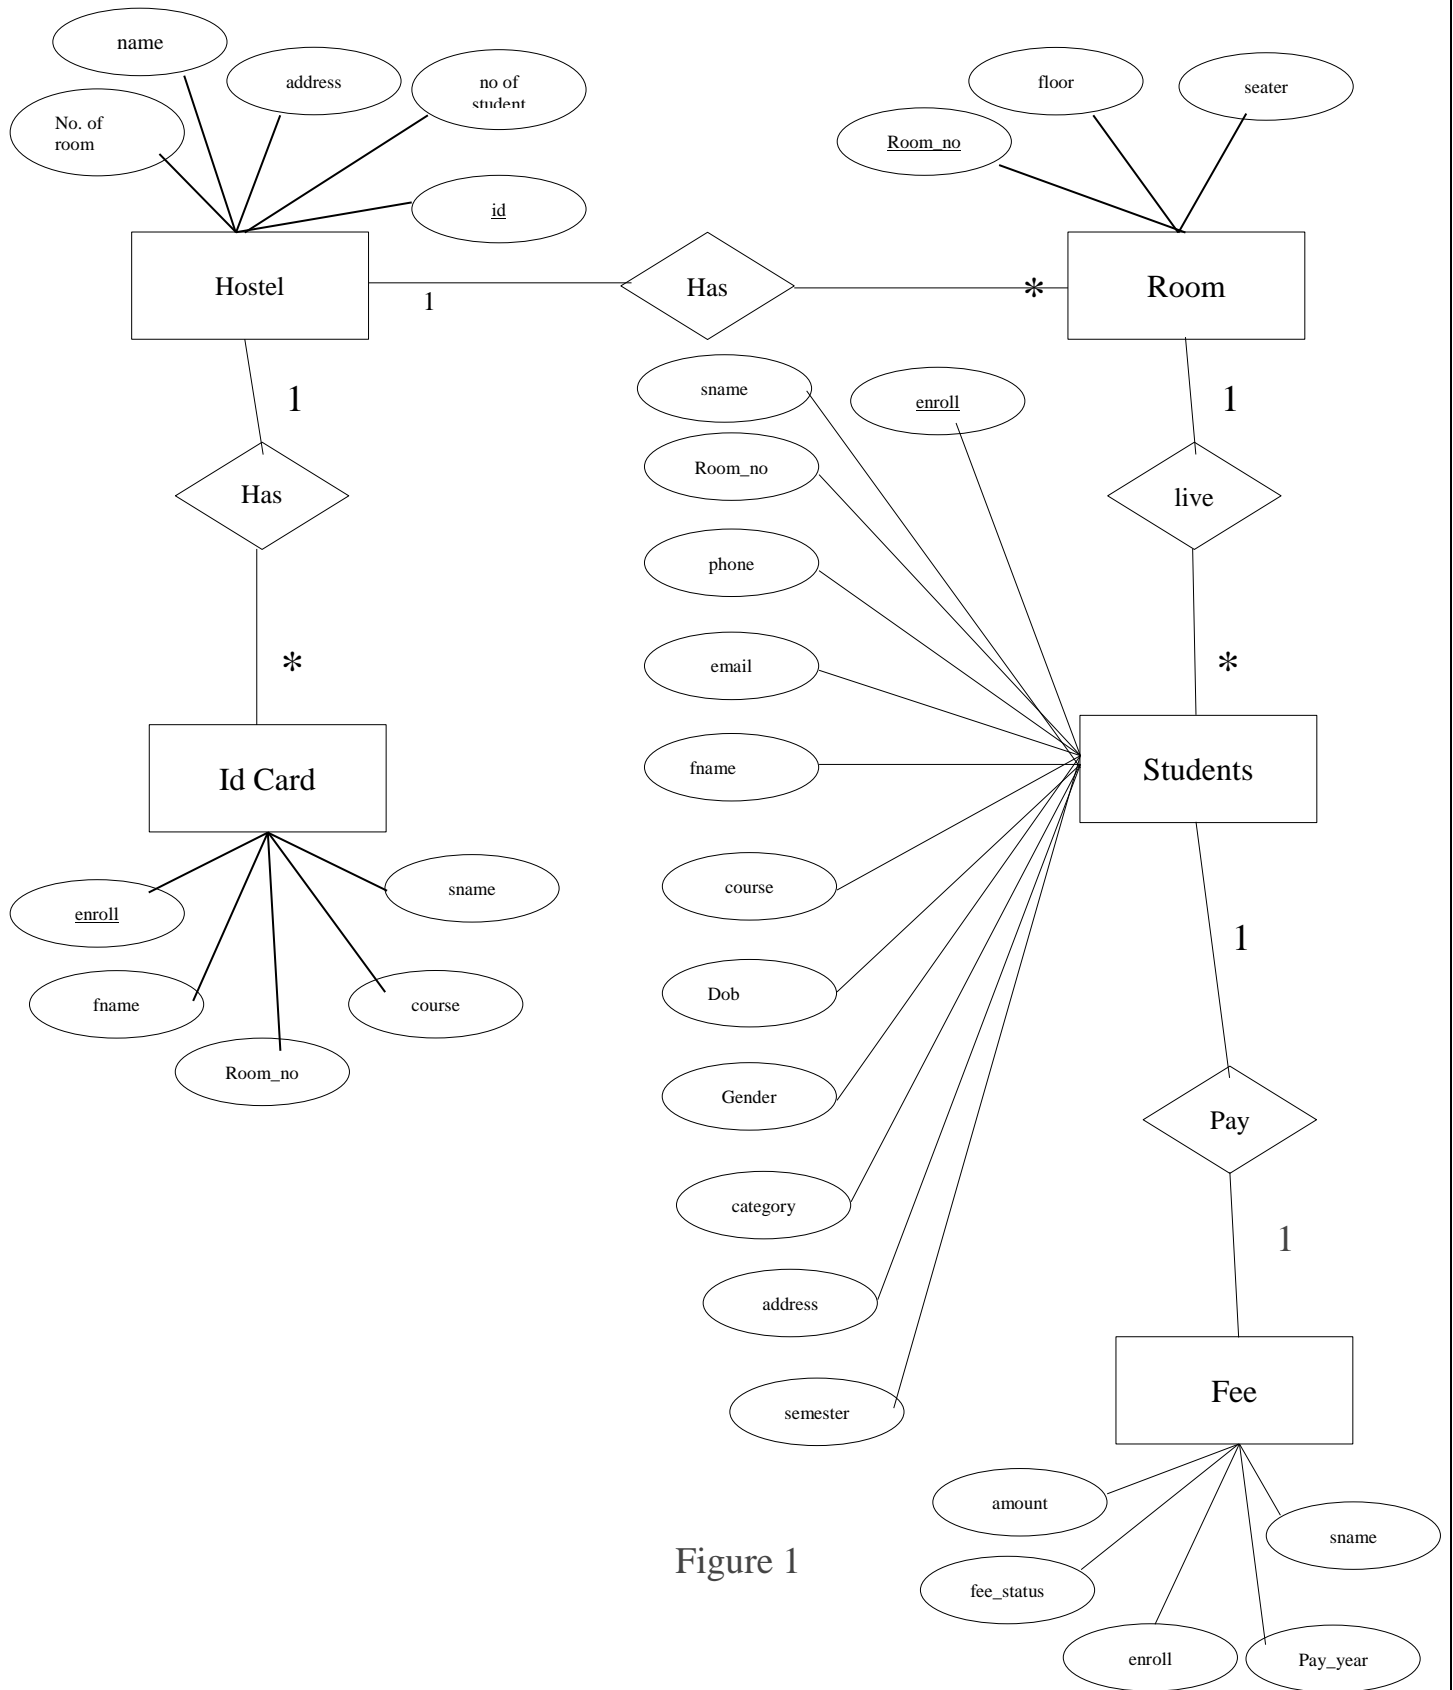 name
address
no of
student
No. of
room
id
Hostel
1
Has
*
floor
seater
Room_no
Room
1
Has
*
Id Card
enroll
sname
fname
course
Room_no
sname
enroll
Room_no
phone
email
fname
course
Dob
Gender
category
address
semester
1
live
*
Students
1
Pay
1
Fee
amount
sname
fee_status
enroll
Pay_year
Figure 1